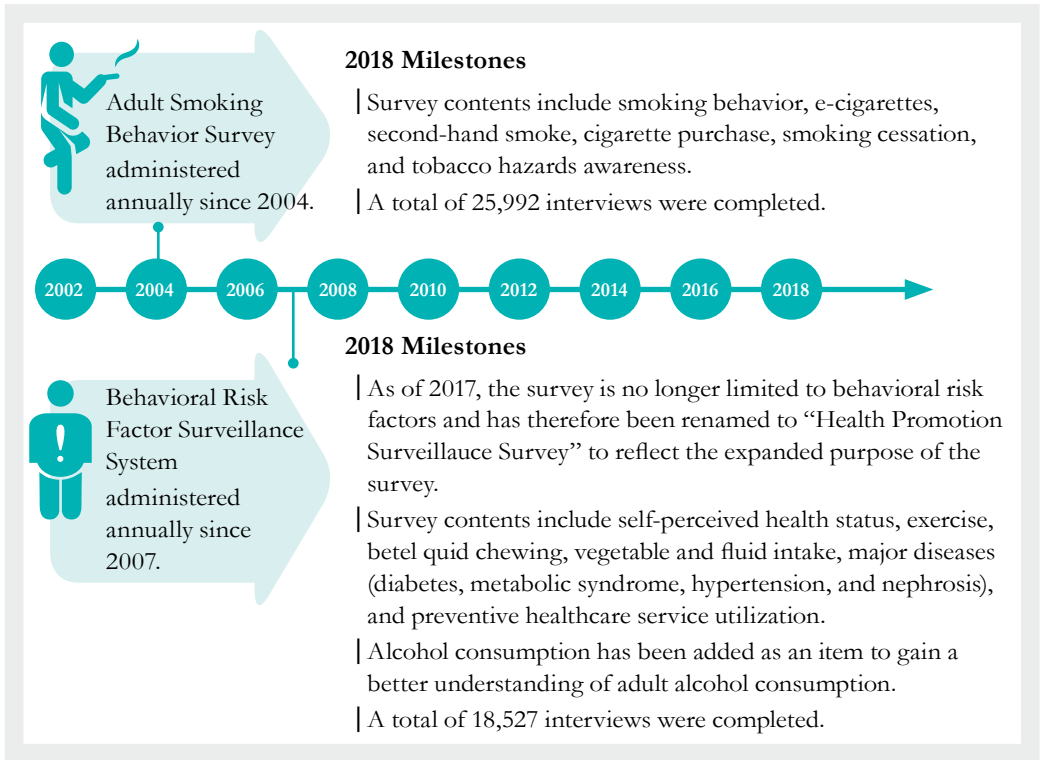 Adult Smoking
Behavior Survey
administered
annually since 2004.
2018 Milestones
Survey contents include smoking behavior, e-cigarettes,
second-hand smoke, cigarette purchase, smoking cessation,
and tobacco hazards awareness.
A total of 25,992 interviews were completed.
2002 2004 2006 2008 2010 2012 2014 2016 2018
Behavioral Risk
Factor Surveillance
System
administered
annually since
2007.
2018 Milestones
As of 2017, the survey is no longer limited to behavioral risk
factors and has therefore been renamed to “Health Promotion
Surveillauce Survey” to reflect the expanded purpose of the
survey.
Survey contents include self-perceived health status, exercise,
betel quid chewing, vegetable and fluid intake, major diseases
(diabetes, metabolic syndrome, hypertension, and nephrosis),
and preventive healthcare service utilization.
Alcohol consumption has been added as an item to gain a
better understanding of adult alcohol consumption.
A total of 18,527 interviews were completed.